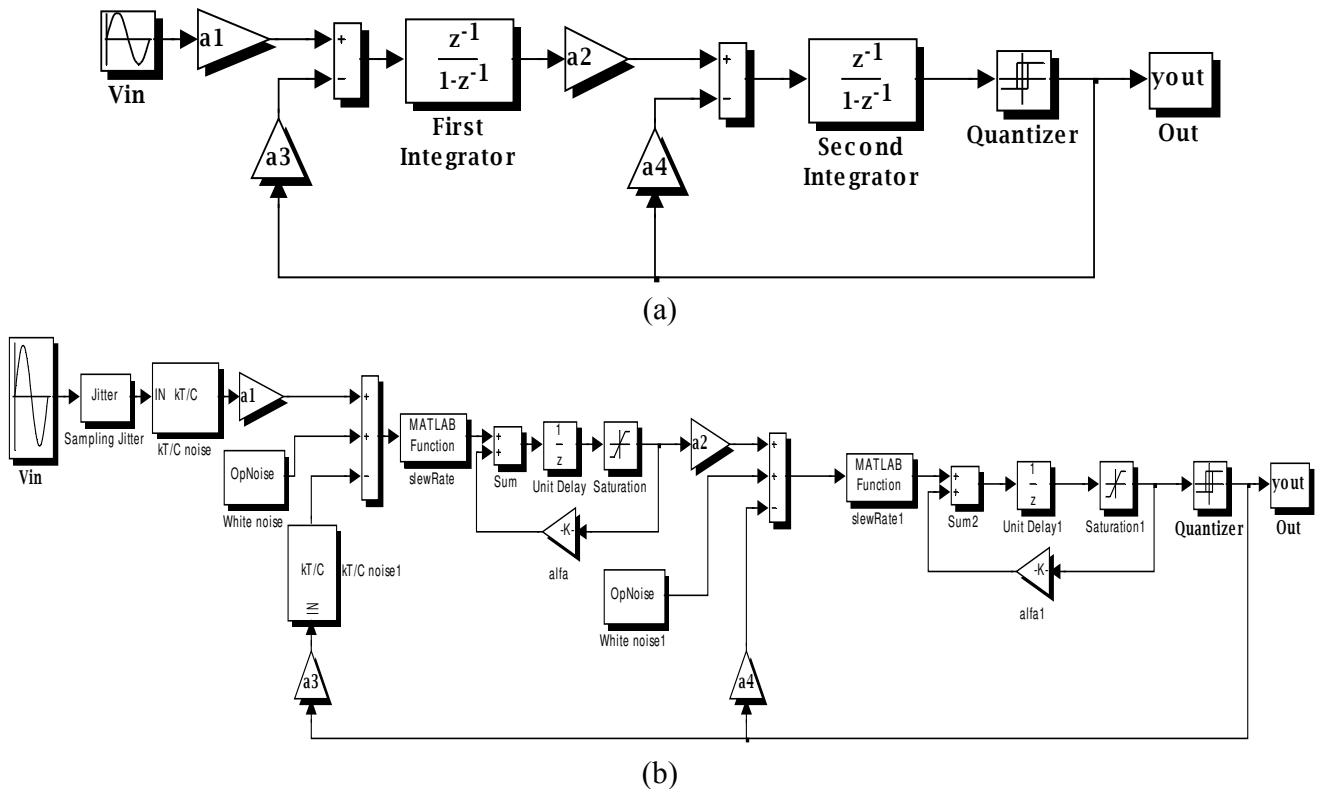 Vin
a1
+
−
z-1
1-z-1
First
Integrator
a2
+
−
z-1
1-z-1
Second
Integrator
Quantizer
yout
Out
a3
a4
(a)
Vin
Jitter
Sampling Jitter
IN kT/C
kT/C noise
a1
+
+
−
OpNoise
White noise
kT/C
IN
kT/C noise1
a3
MATLAB
Function
slewRate
+
+
Sum
1
z
Unit Delay
Saturation
-K-
alfa
a2
+
+
−
OpNoise
White noise1
a4
MATLAB
Function
slewRate1
+
+
Sum2
1
z
Unit Delay1
Saturation1
-K-
alfa1
Quantizer
yout
Out
(b)